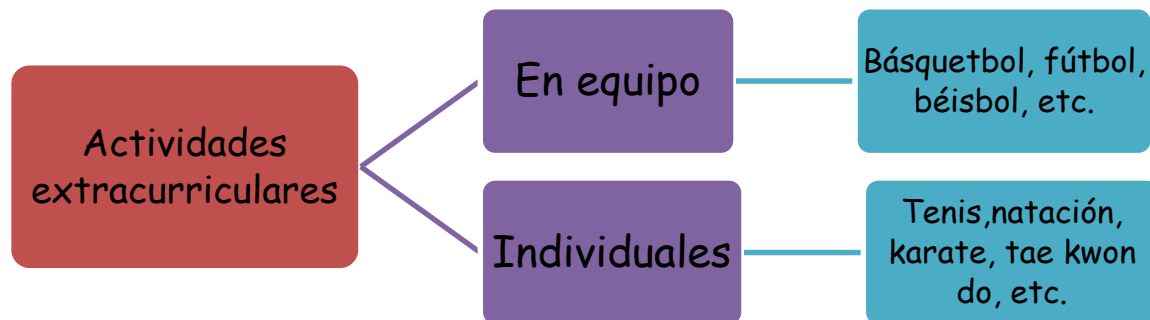 Actividades
extracurriculares
En equipo
Básquetbol, fútbol,
béisbol, etc.
Individuales
Tenis,natación,
karate, tae kwon
do, etc.